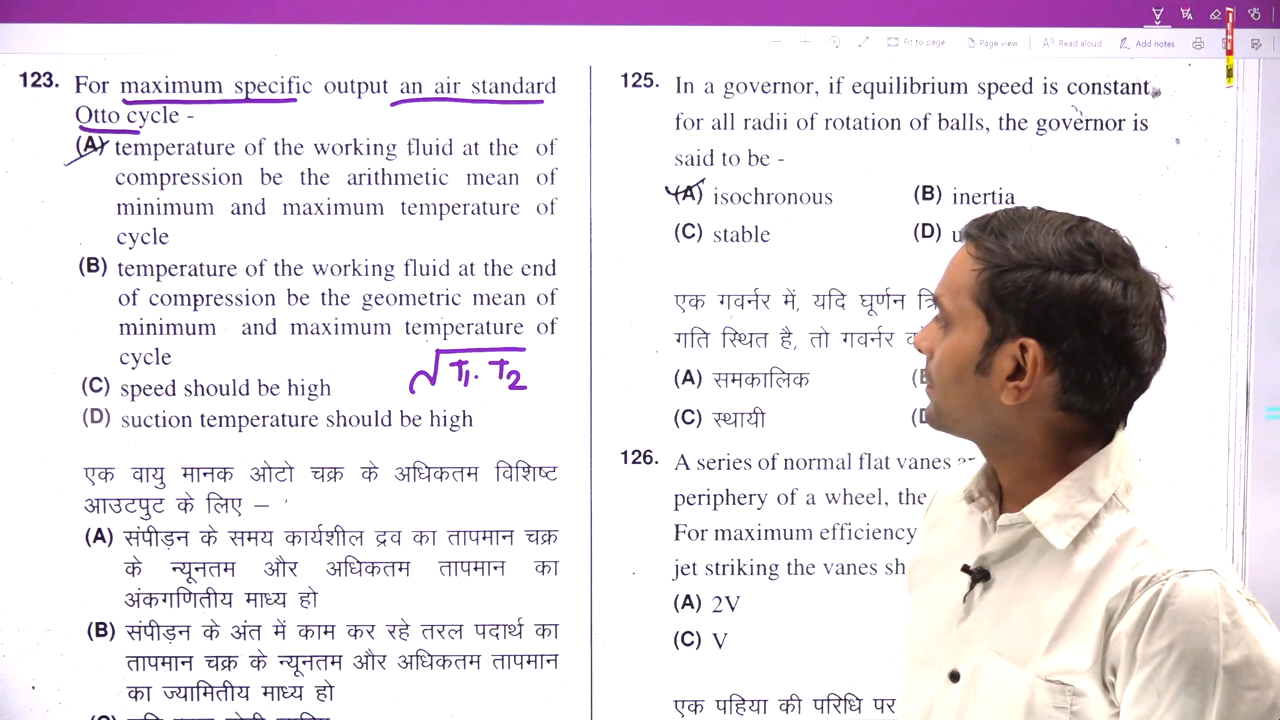 Fit to page
Page view
Read aloud
Add notes
123. For maximum specific output an air standard
Otto cycle -
(A) temperature of the working fluid at the of
compression be the arithmetic mean of
minimum and maximum temperature of
cycle
(B) temperature of the working fluid at the end
of compression be the geometric mean of
minimum and maximum temperature of
cycle
√T1. T2
(C) speed should be high
(D) suction temperature should be high
एक वायु मानक ओटो चक्र के अधिकतम विशिष्ट
आउटपुट के लिए –
(A) संपीड़न के समय कार्यशील द्रव का तापमान चक्र
के न्यूनतम और अधिकतम तापमान का
अंकगणितीय माध्य हो
(B) संपीड़न के अंत में काम कर रहे तरल पदार्थ का
तापमान चक्र के न्यूनतम और अधिकतम तापमान
का ज्यामितीय माध्य हो
125. In a governor, if equilibrium speed is constant
for all radii of rotation of balls, the governor is
said to be -
(A) isochronous (B) inertia
(C) stable (D)
एक गवर्नर में, यदि घूर्णन
गति स्थित है, तो गवर्नर
(A) समकालिक
(C) स्थायी
126. A series of normal flat vanes
periphery of a wheel, the
For maximum efficiency
jet striking the vanes
(A) 2V
(C) V
एक पहिया की परिधि पर